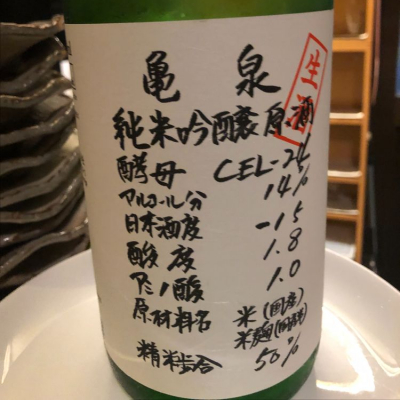 亀泉
生酒
純米吟醸原酒
酵母 CEL-24
アルコール分 14%
日本酒度 -15
酸度 1.8
アミノ酸 1.0
原材料名 米(国産)
米麹(国産米)
精米歩合 50%